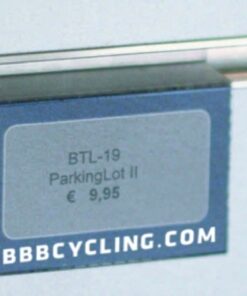 BTL-19
ParkingLot II
€ 9,95
BBBCYCLING.COM